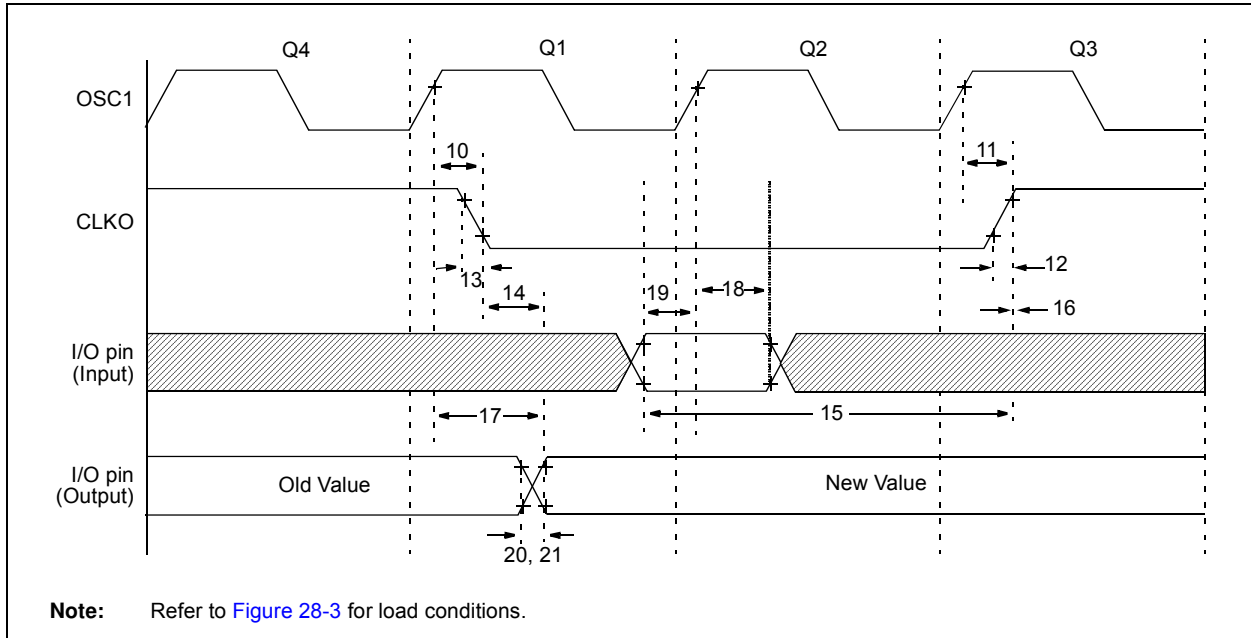 Q4
Q1
Q2
Q3
OSC1
10
11
CLKO
13
12
14
19
18
16
I/O pin
(Input)
17
15
I/O pin
(Output)
Old Value
New Value
20, 21
Note: Refer to Figure 28-3 for load conditions.